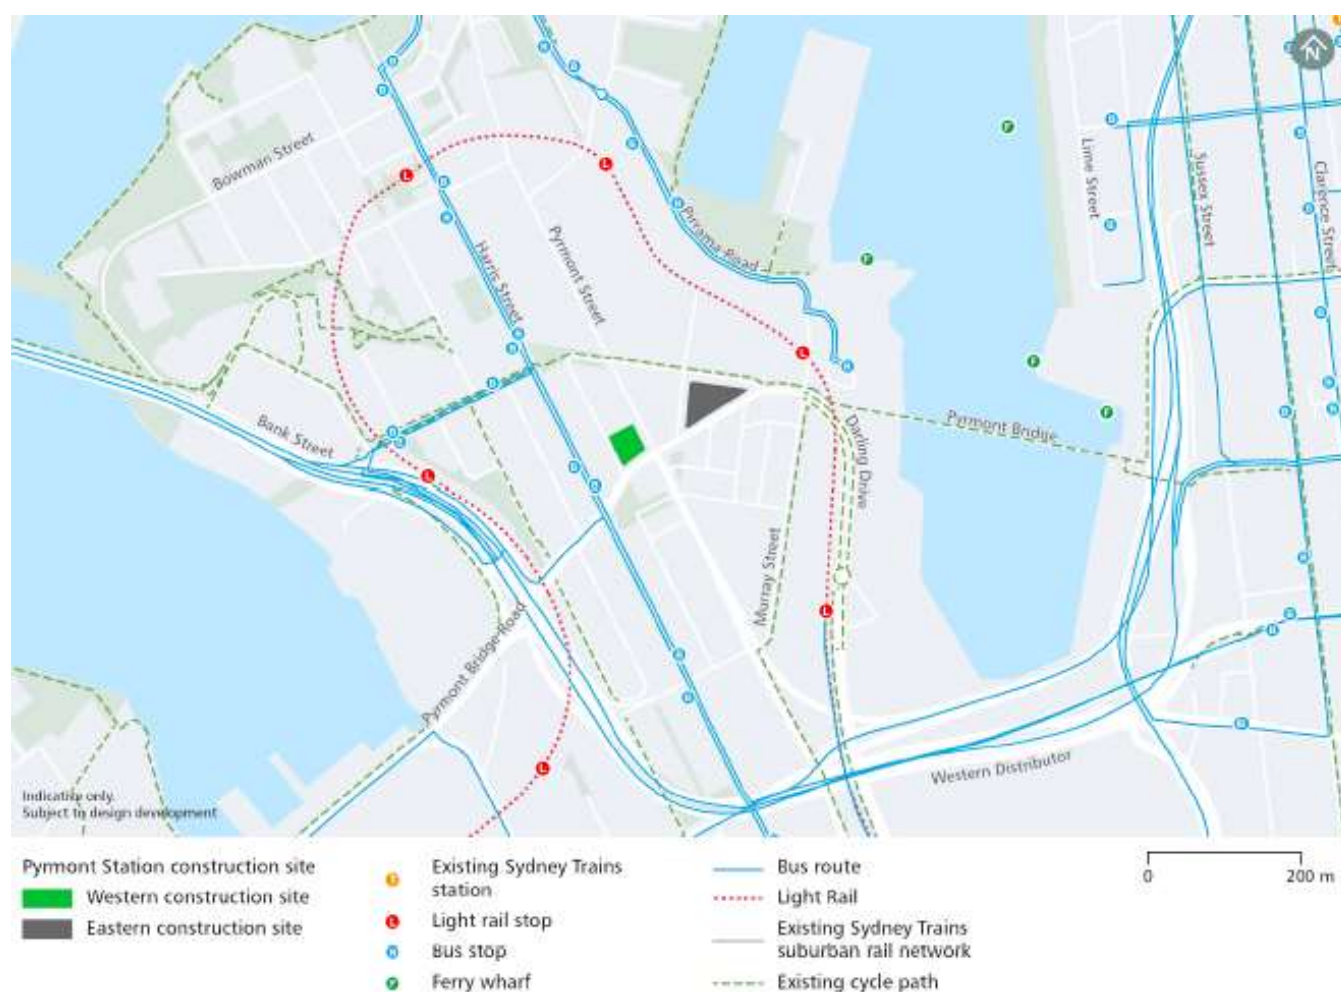 N
Bowman Street
Lime Street
Sussex Street
Clarence Street
Pirrama Road
Pyrmont Street
Harris Street
Bank Street
Pyrmont Bridge
Darling Drive
Murray Street
Pyrmont Bridge Road
Western Distributor
Indicative only.
Subject to design development
Pyrmont Station construction site
Western construction site
Eastern construction site
Existing Sydney Trains
station
L Light rail stop
B Bus stop
F Ferry wharf
Bus route
Light Rail
Existing Sydney Trains
suburban rail network
Existing cycle path
0 200 m